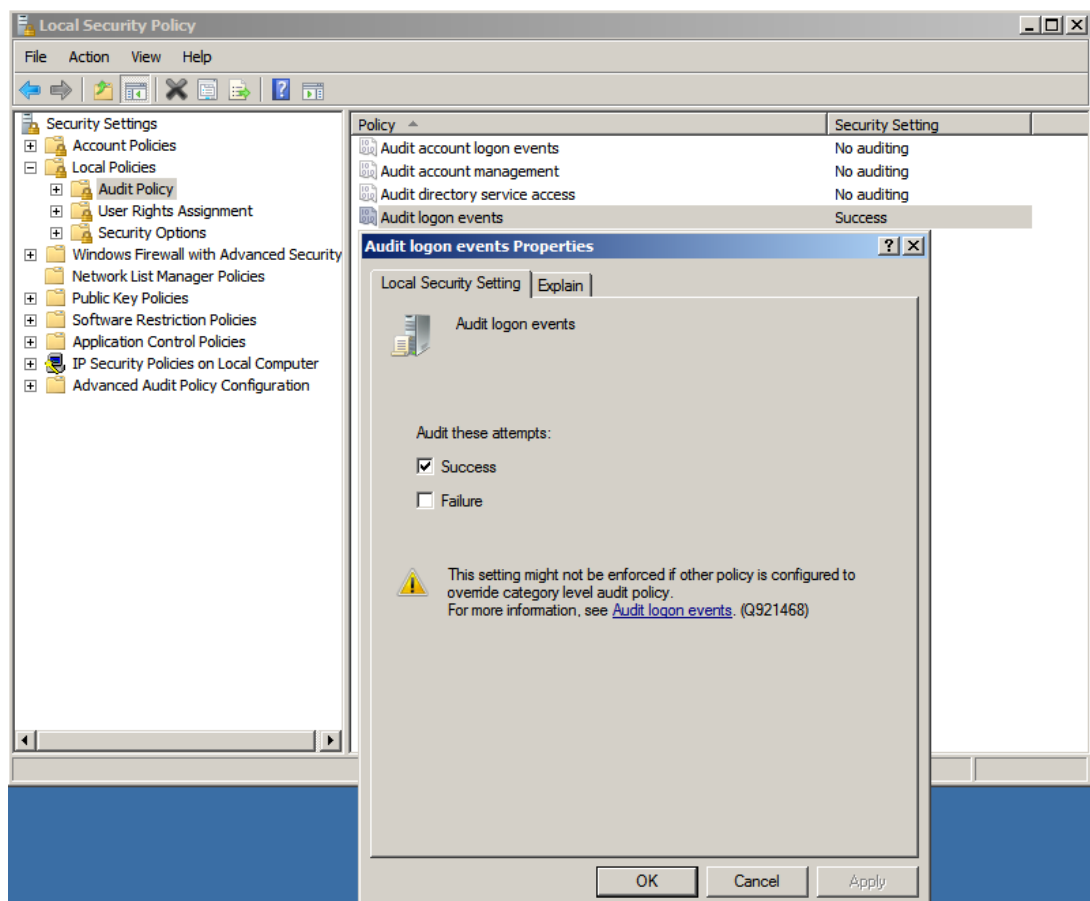 Local Security Policy
File Action View Help
Security Settings
Account Policies
Local Policies
Audit Policy
User Rights Assignment
Security Options
Windows Firewall with Advanced Security
Network List Manager Policies
Public Key Policies
Software Restriction Policies
Application Control Policies
IP Security Policies on Local Computer
Advanced Audit Policy Configuration
Policy Security Setting
Audit account logon events No auditing
Audit account management No auditing
Audit directory service access No auditing
Audit logon events Success
Audit logon events Properties
Local Security Setting Explain
Audit logon events
Audit these attempts:
Success
Failure
This setting might not be enforced if other policy is configured to
override category level audit policy.
For more information, see Audit logon events. (Q921468)
OK Cancel Apply